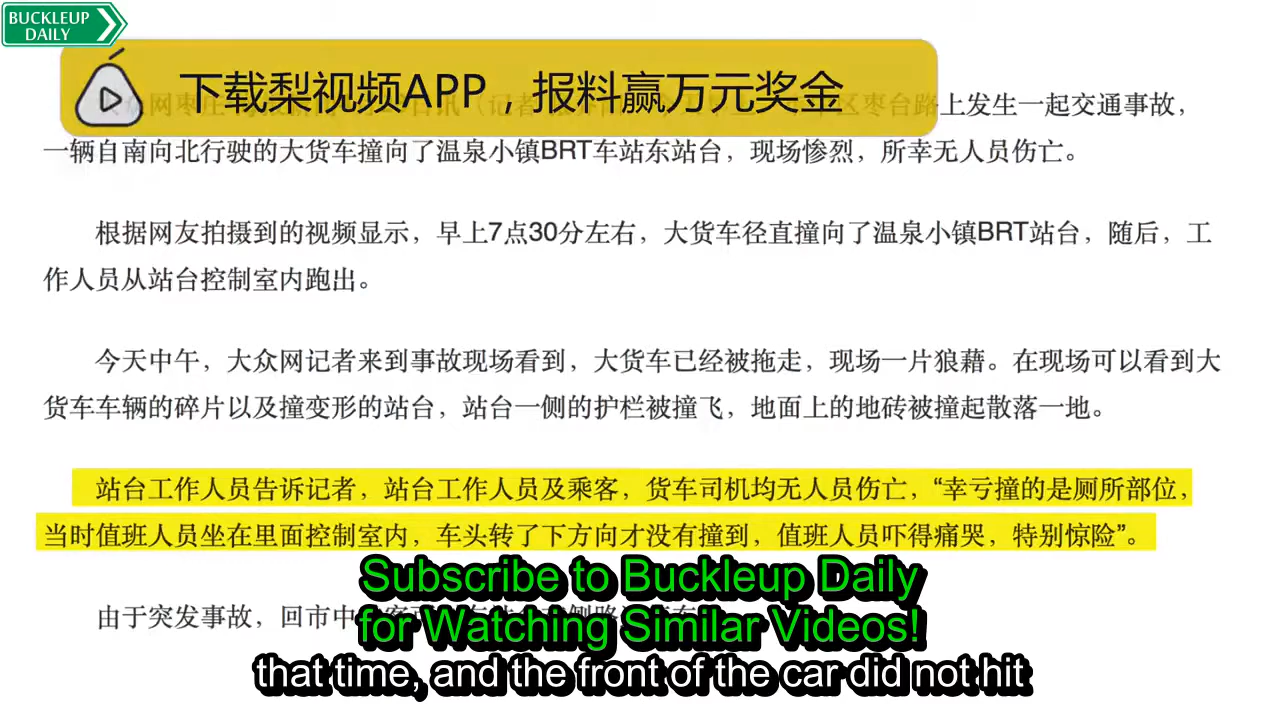 BUCKLEUP
DAILY
下载梨视频APP，报料赢万元奖金
上发生一起交通事故，
一辆自南向北行驶的大货车撞向了温泉小镇BRT车站东站台，现场惨烈，所幸无人员伤亡。
根据网友拍摄到的视频显示，早上7点30分左右，大货车径直撞向了温泉小镇BRT站台，随后，工
作人员从站台控制室内跑出。
今天中午，大众网记者来到事故现场看到，大货车已经被拖走，现场一片狼藉。在现场可以看到大
货车车辆的碎片以及撞变形的站台，站台一侧的护栏被撞飞，地面上的地砖被撞起散落一地。
站台工作人员告诉记者，站台工作人员及乘客，货车司机均无人员伤亡，“幸亏撞的是厕所部位，
当时值班人员坐在里面控制室内，车头转了下方向才没有撞到，值班人员吓得痛哭，特别惊险”。
由于突发事故，回市中
Subscribe to Buckleup Daily
for Watching Similar Videos!
that time, and the front of the car did not hit